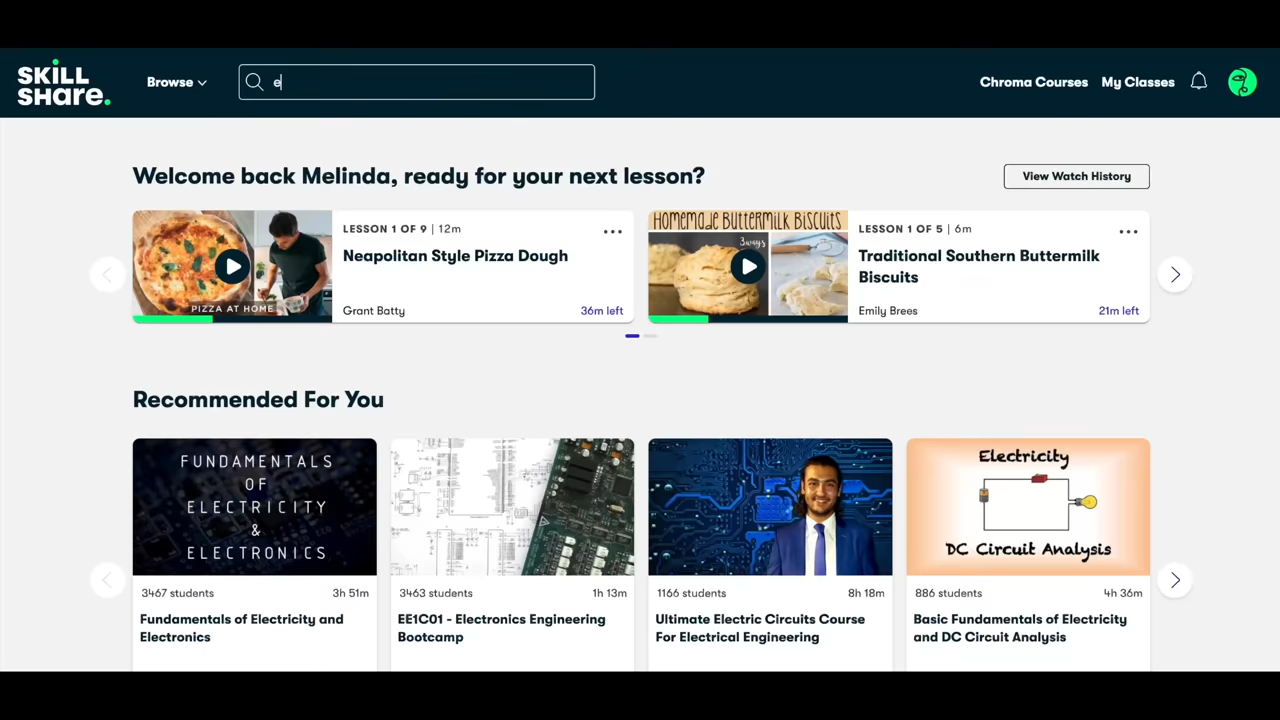 SKILL
SHare.
Browse
e
Chroma Courses
My Classes
Welcome back Melinda, ready for your next lesson?
View Watch History
PIZZA AT HOME
LESSON 1 OF 9 | 12m
Neapolitan Style Pizza Dough
Grant Batty
36m left
HOMEMADE BUTTERMILK BISCUITS
3 ways
LESSON 1 OF 5 | 6m
Traditional Southern Buttermilk
Biscuits
Emily Brees
21m left
Recommended For You
FUNDAMENTALS
OF
ELECTRICITY
&
ELECTRONICS
3467 students
3h 51m
Fundamentals of Electricity and
Electronics
3463 students
1h 13m
EE1C01 - Electronics Engineering
Bootcamp
1166 students
8h 18m
Ultimate Electric Circuits Course
For Electrical Engineering
Electricity
DC Circuit Analysis
886 students
4h 36m
Basic Fundamentals of Electricity
and DC Circuit Analysis